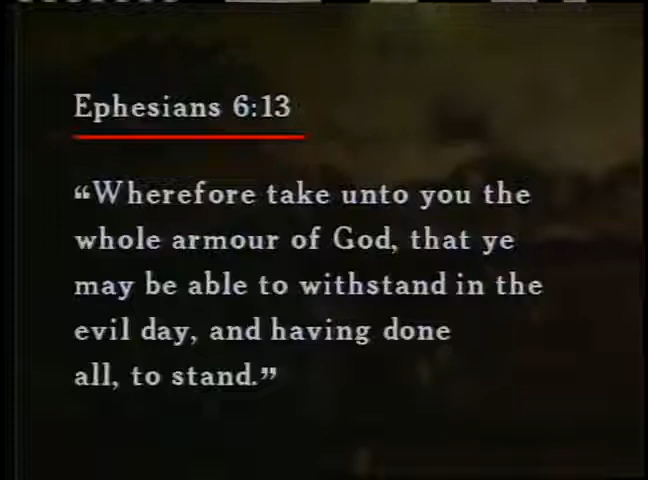 Ephesians 6:13
“Wherefore take unto you the
whole armour of God, that ye
may be able to withstand in the
evil day, and having done
all, to stand.”